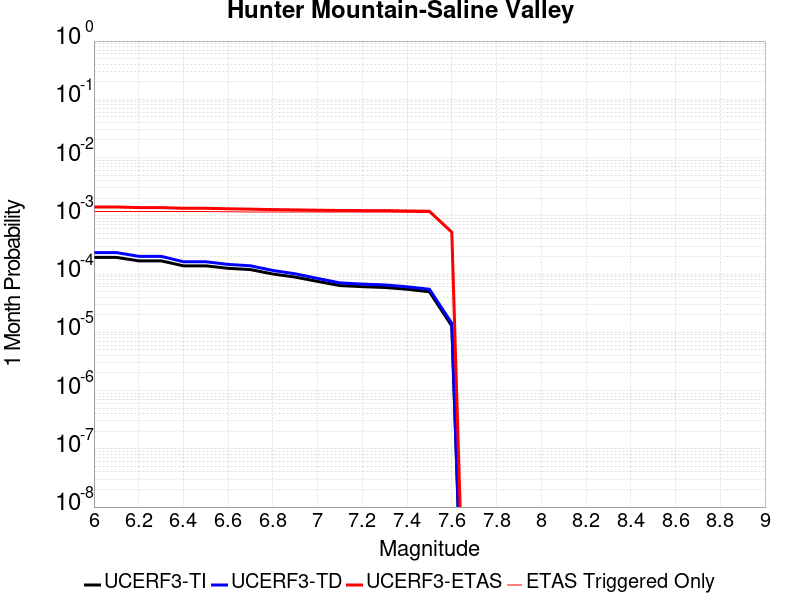 Hunter Mountain-Saline Valley
1 Month Probability
10^0
10^-1
10^-2
10^-3
10^-4
10^-5
10^-6
10^-7
10^-8
6 6.2 6.4 6.6 6.8 7 7.2 7.4 7.6 7.8 8 8.2 8.4 8.6 8.8 9
Magnitude
UCERF3-TI UCERF3-TD UCERF3-ETAS ETAS Triggered Only